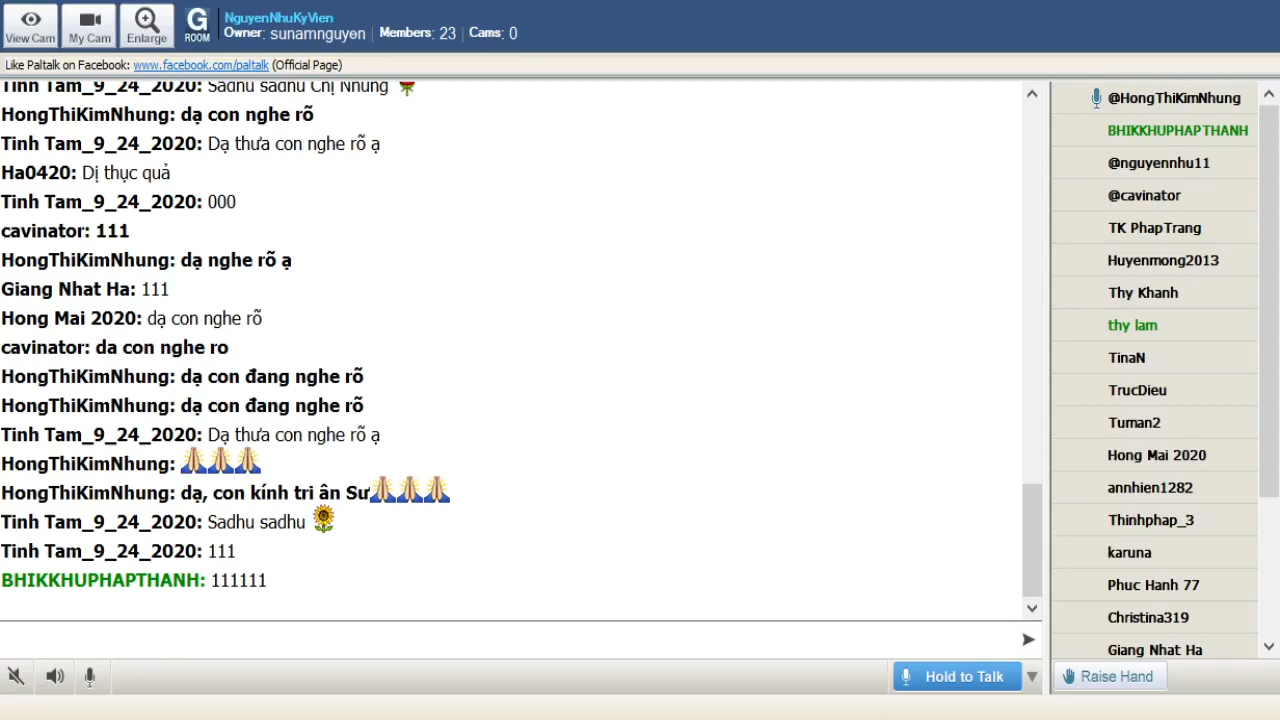 View Cam
My Cam
Enlarge
G
ROOM
NguyenNhuKyVien
Owner: sunamnguyen | Members: 23 | Cams: 0
Like Paltalk on Facebook: www.facebook.com/paltalk (Official Page)
Tinh Tam_9_24_2020: Sadhu sadhu Chị Nhung
HongThiKimNhung: dạ con nghe rõ
Tinh Tam_9_24_2020: Dạ thưa con nghe rõ ạ
Ha0420: Dị thục quả
Tinh Tam_9_24_2020: 000
cavinator: 111
HongThiKimNhung: dạ nghe rõ ạ
Giang Nhat Ha: 111
Hong Mai 2020: dạ con nghe rõ
cavinator: da con nghe ro
HongThiKimNhung: dạ con đang nghe rõ
HongThiKimNhung: dạ con đang nghe rõ
Tinh Tam_9_24_2020: Dạ thưa con nghe rõ ạ
HongThiKimNhung: 🙏🙏🙏
HongThiKimNhung: dạ, con kính tri ân Sư🙏🙏🙏
Tinh Tam_9_24_2020: Sadhu sadhu 🌻
Tinh Tam_9_24_2020: 111
BHIKKHUPHAPTHANH: 111111
@HongThiKimNhung
BHIKKHUPHAPTHANH
@nguyennhu11
@cavinator
TK PhapTrang
Huyenmong2013
Thy Khanh
thy lam
TinaN
TrucDieu
Tuman2
Hong Mai 2020
annhien1282
Thinhphap_3
karuna
Phuc Hanh 77
Christina319
Giang Nhat Ha
Hold to Talk
Raise Hand